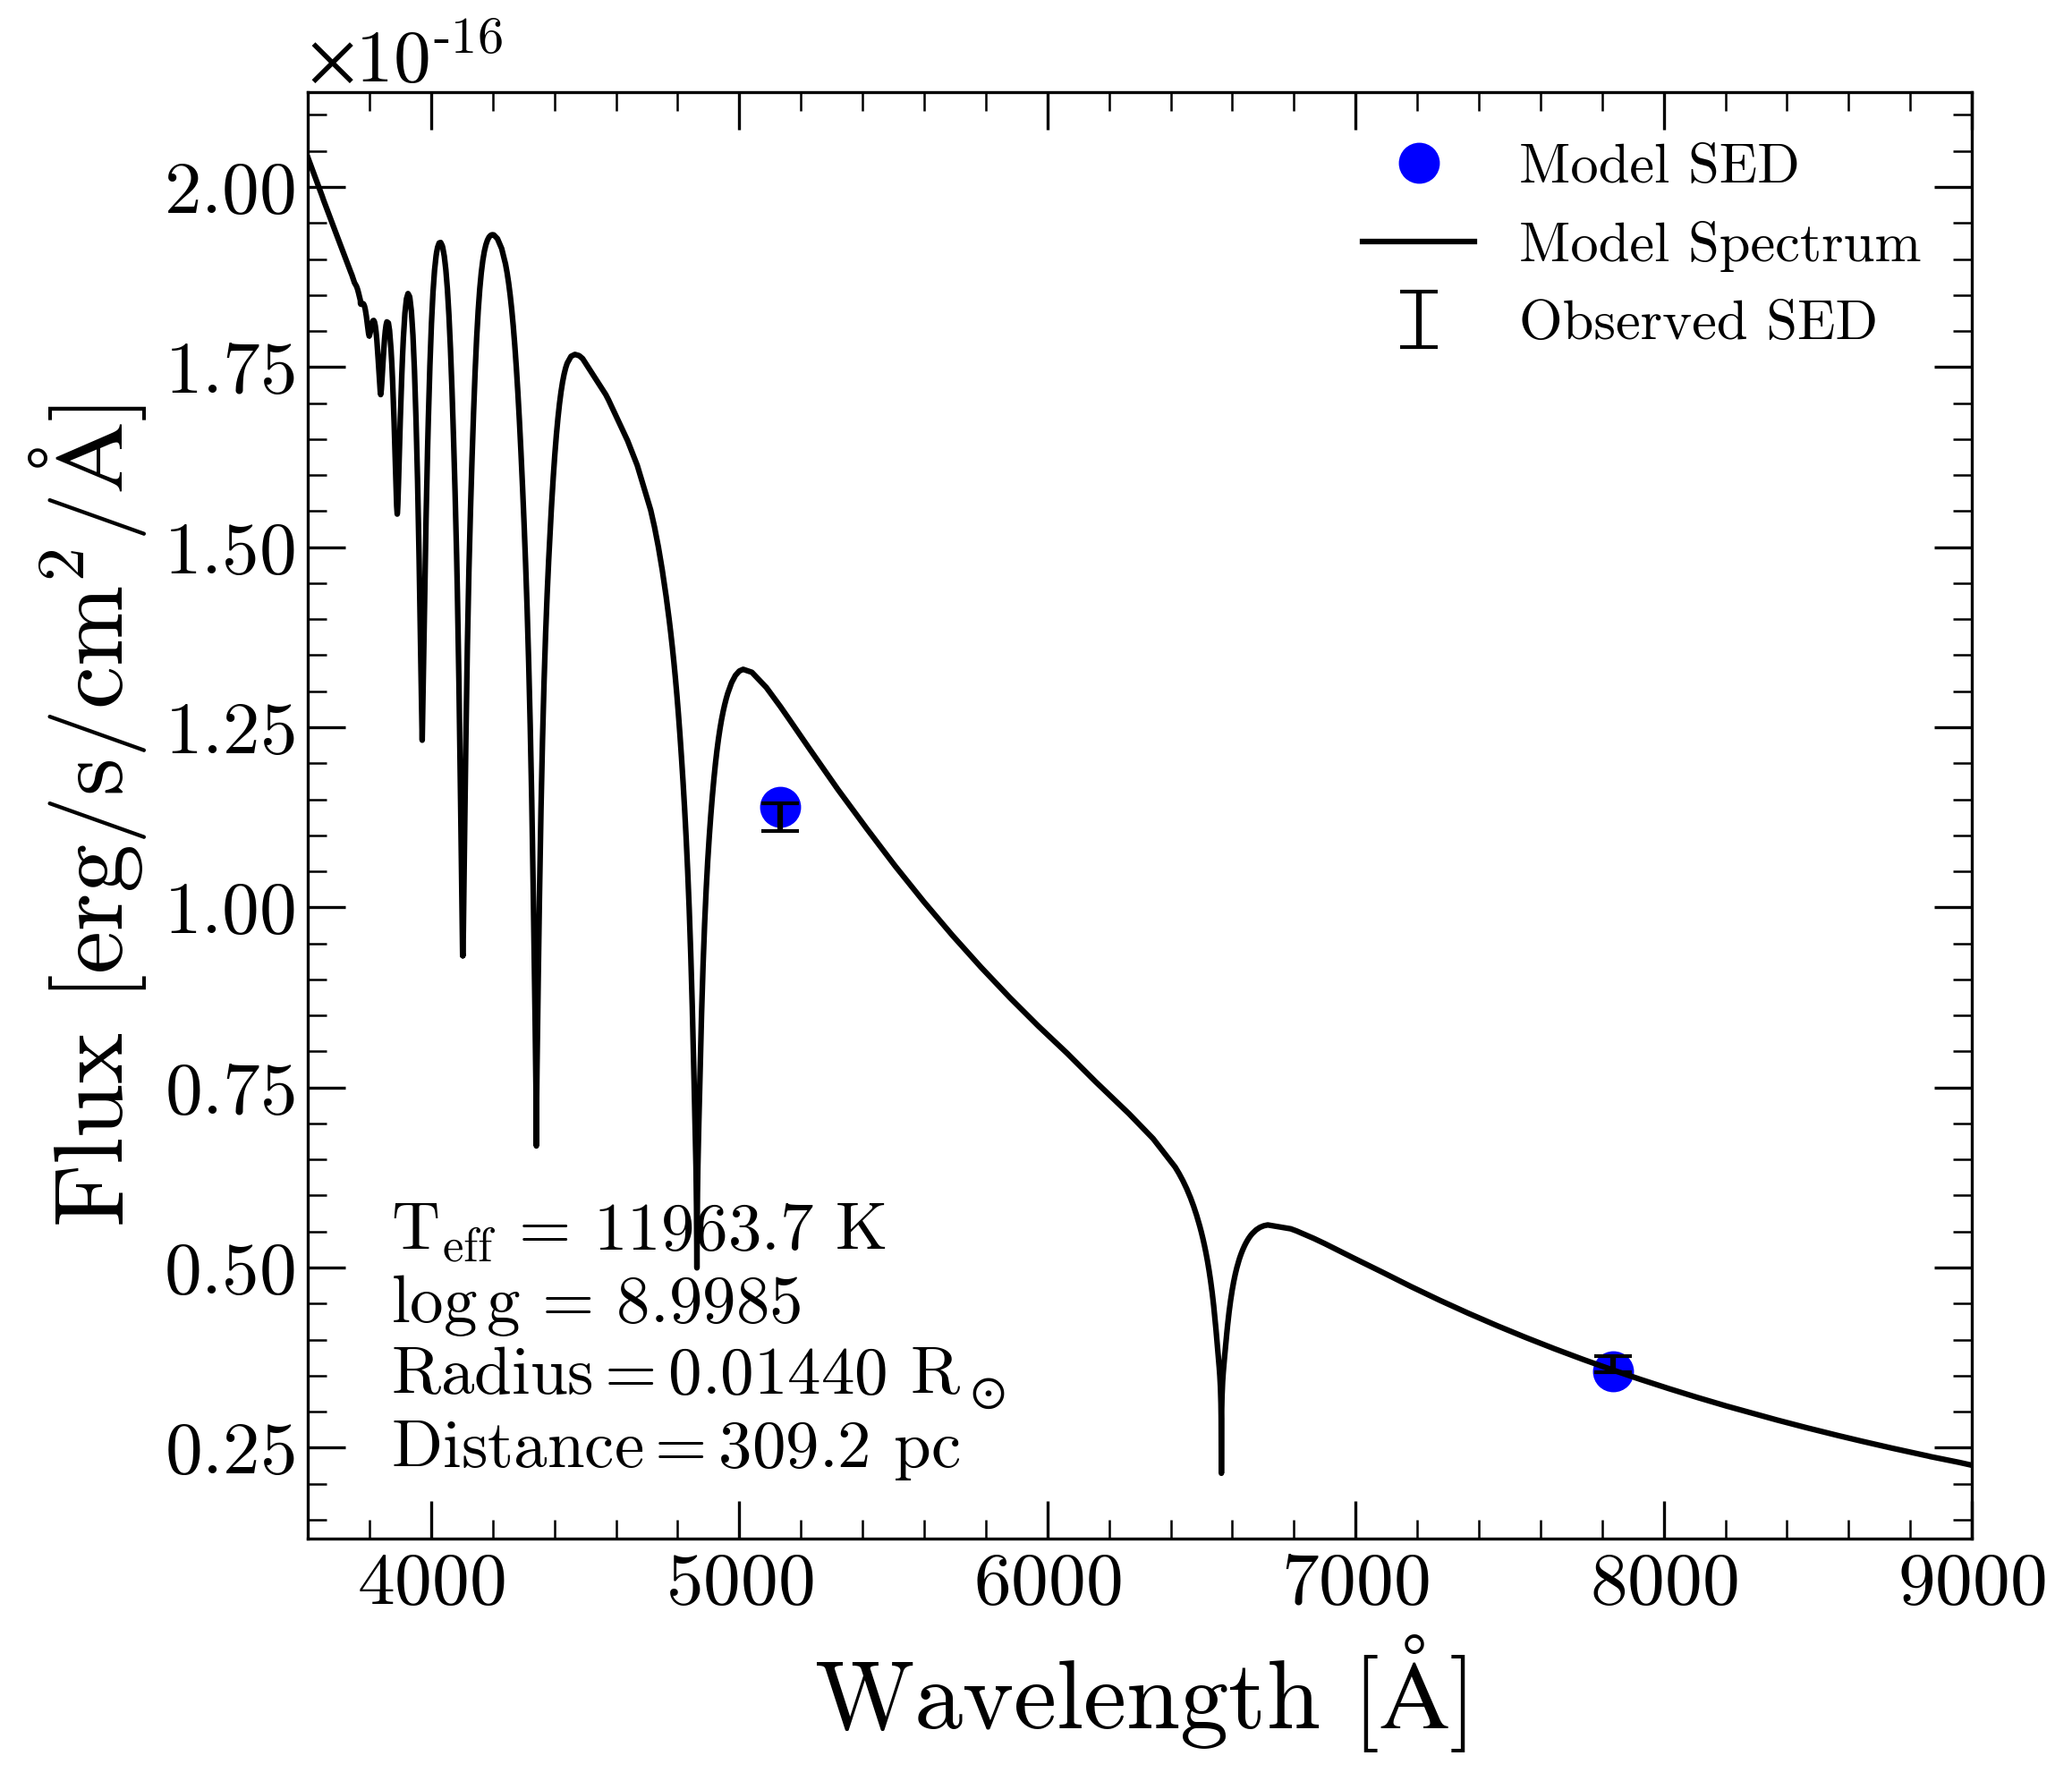 ×10⁻¹⁶
Flux [erg/s/cm²/Å]
2.00
1.75
1.50
1.25
1.00
0.75
0.50
0.25
Model SED
Model Spectrum
Observed SED
T_eff = 11963.7 K
log g = 8.9985
Radius = 0.01440 R_⊙
Distance = 309.2 pc
4000 5000 6000 7000 8000 9000
Wavelength [Å]